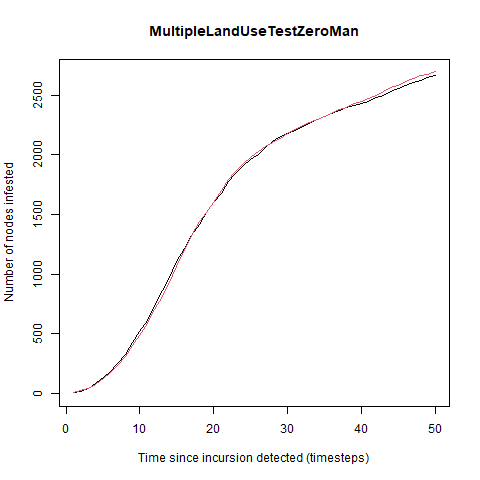 MultipleLandUseTestZeroMan
Number of nodes infested
2500
2000
1500
1000
500
0
0 10 20 30 40 50
Time since incursion detected (timesteps)